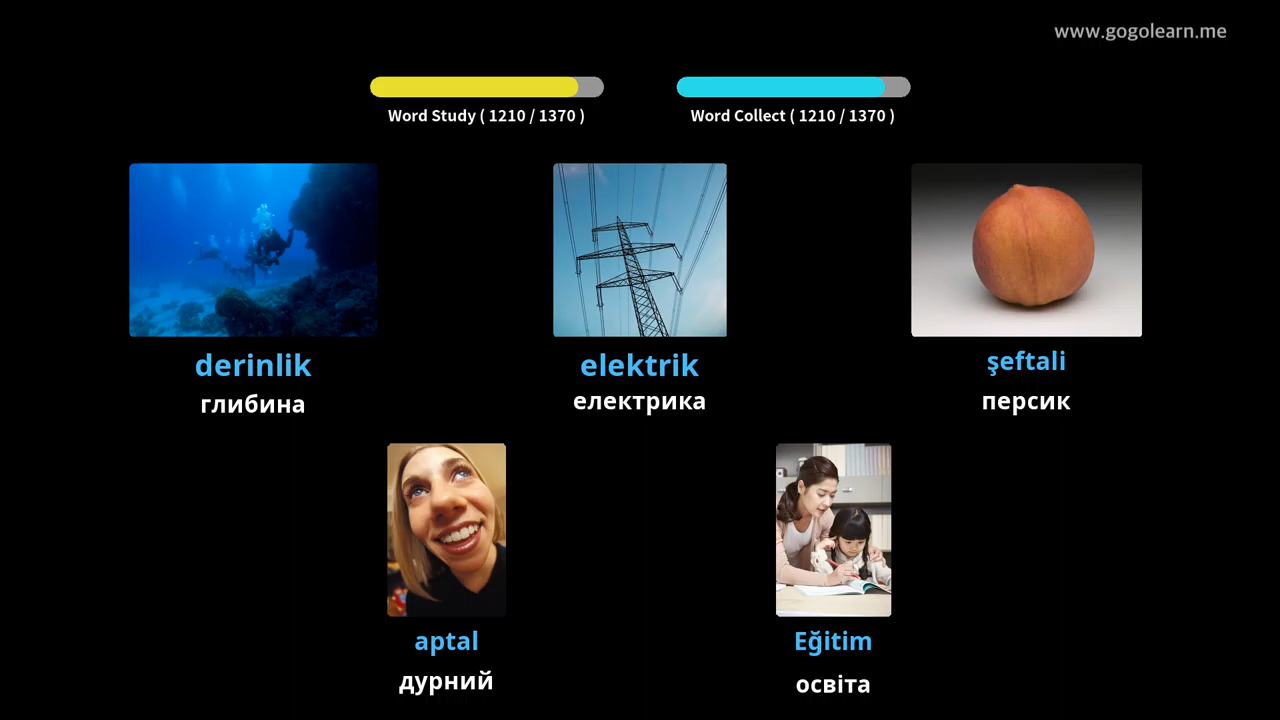 www.gogolearn.me
Word Study ( 1210 / 1370 )
Word Collect ( 1210 / 1370 )
derinlik
глибина
elektrik
електрика
şeftali
персик
aptal
дурний
Eğitim
освіта